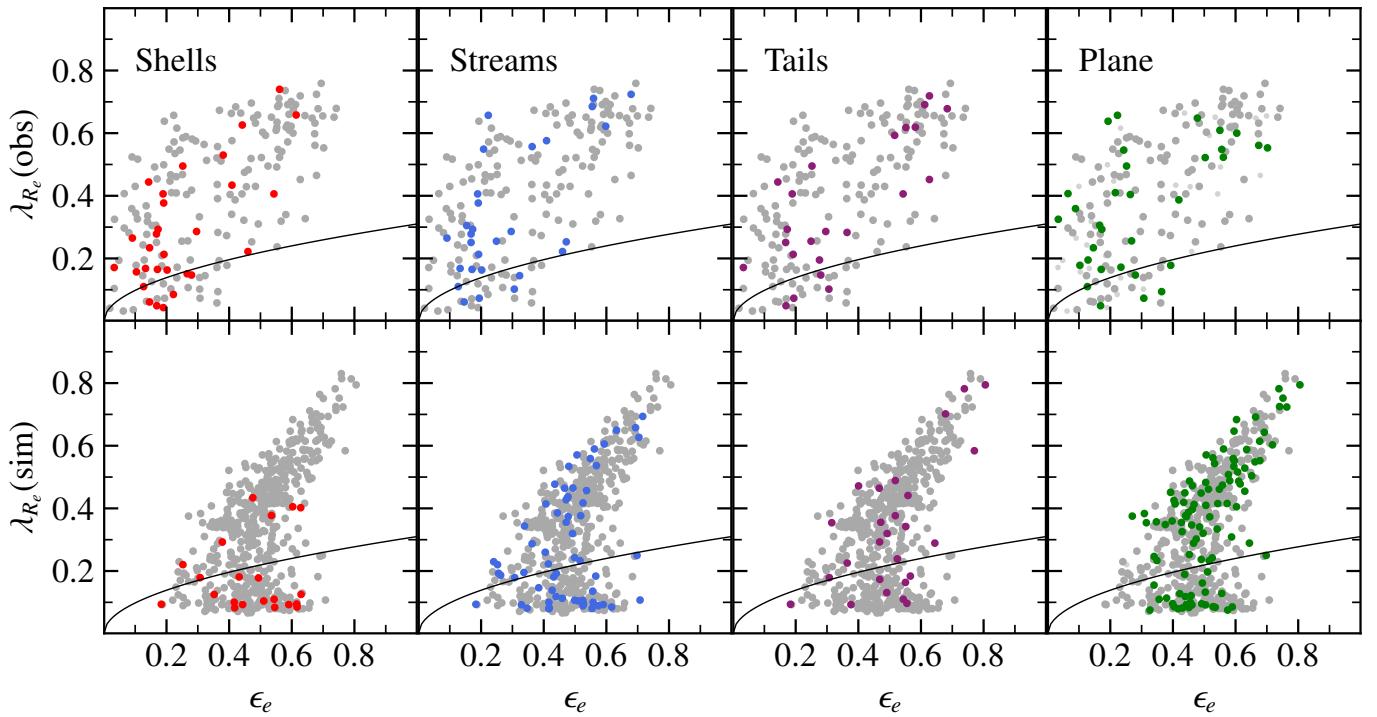 Shells
Streams
Tails
Plane
λ_{R_e}(obs)
0.8
0.6
0.4
0.2
λ_{R_e}(sim)
0.8
0.6
0.4
0.2
0.2 0.4 0.6 0.8 0.2 0.4 0.6 0.8 0.2 0.4 0.6 0.8 0.2 0.4 0.6 0.8
ϵ_e ϵ_e ϵ_e ϵ_e